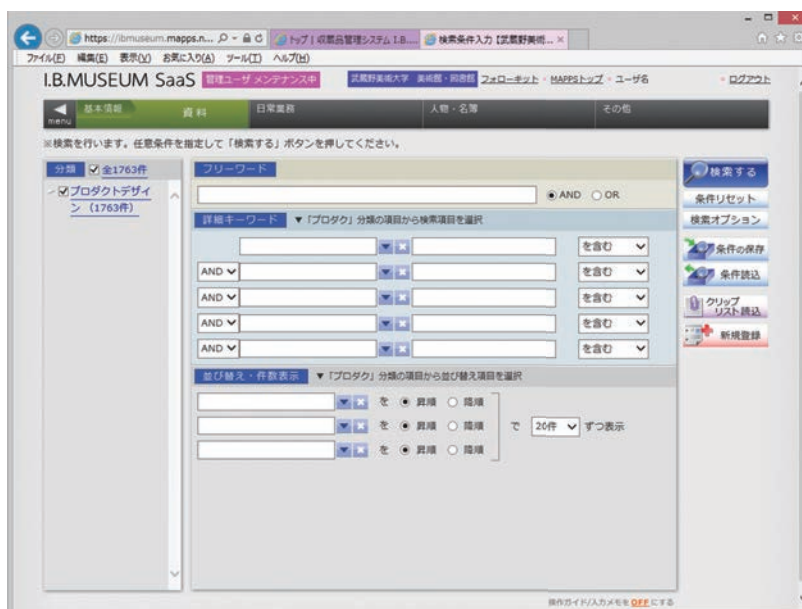 https://ibmuseum.mapps.n...
トップ | 収蔵品管理システム I.B....
検索条件入力【武蔵野美術...
ファイル(F) 編集(E) 表示(V) お気に入り(A) ツール(T) ヘルプ(H)
I.B.MUSEUM SaaS 管理ユーザ メンテナンス中 武蔵野美術大学 美術館・図書館 フォローキット MAPPSトップ ユーザ名 ログアウト
menu 基本情報 資料 日常業務 人物・名簿 その他
※検索を行います。任意条件を指定して「検索する」ボタンを押してください。
分類 全1763件
プロダクトデザイ
ン (1763件)
フリーワード
AND OR
詳細キーワード ▼「プロダク」分類の項目から検索項目を選択
を含む
AND を含む
AND を含む
AND を含む
AND を含む
並び替え・件数表示 ▼「プロダク」分類の項目から並び替え項目を選択
を 昇順 降順
を 昇順 降順 で 20件 ずつ表示
を 昇順 降順
検索する
条件リセット
検索オプション
条件の保存
条件読込
クリップ
リスト読込
新規登録
操作ガイド/入力メモを OFF にする